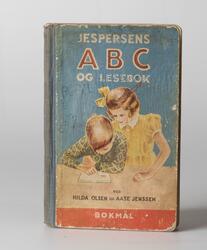 JESPERSENS
ABC
OG LESEBOK
VED
HILDA OLSEN OG AASE JENSSEN
BOKMÅL